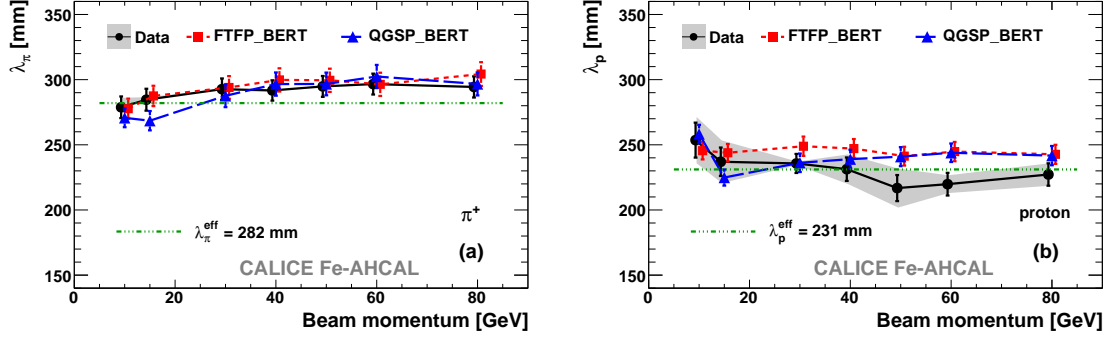 λπ [mm]
350
300
250
200
150
Data
FTFP_BERT
QGSP_BERT
π+
λπeff = 282 mm
(a)
CALICE Fe-AHCAL
0 20 40 60 80
Beam momentum [GeV]
λp [mm]
350
300
250
200
150
Data
FTFP_BERT
QGSP_BERT
proton
λpeff = 231 mm
(b)
CALICE Fe-AHCAL
0 20 40 60 80
Beam momentum [GeV]